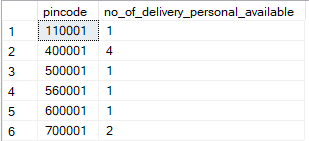 pincode no_of_delivery_personal_available
1 110001 1
2 400001 4
3 500001 1
4 560001 1
5 600001 1
6 700001 2